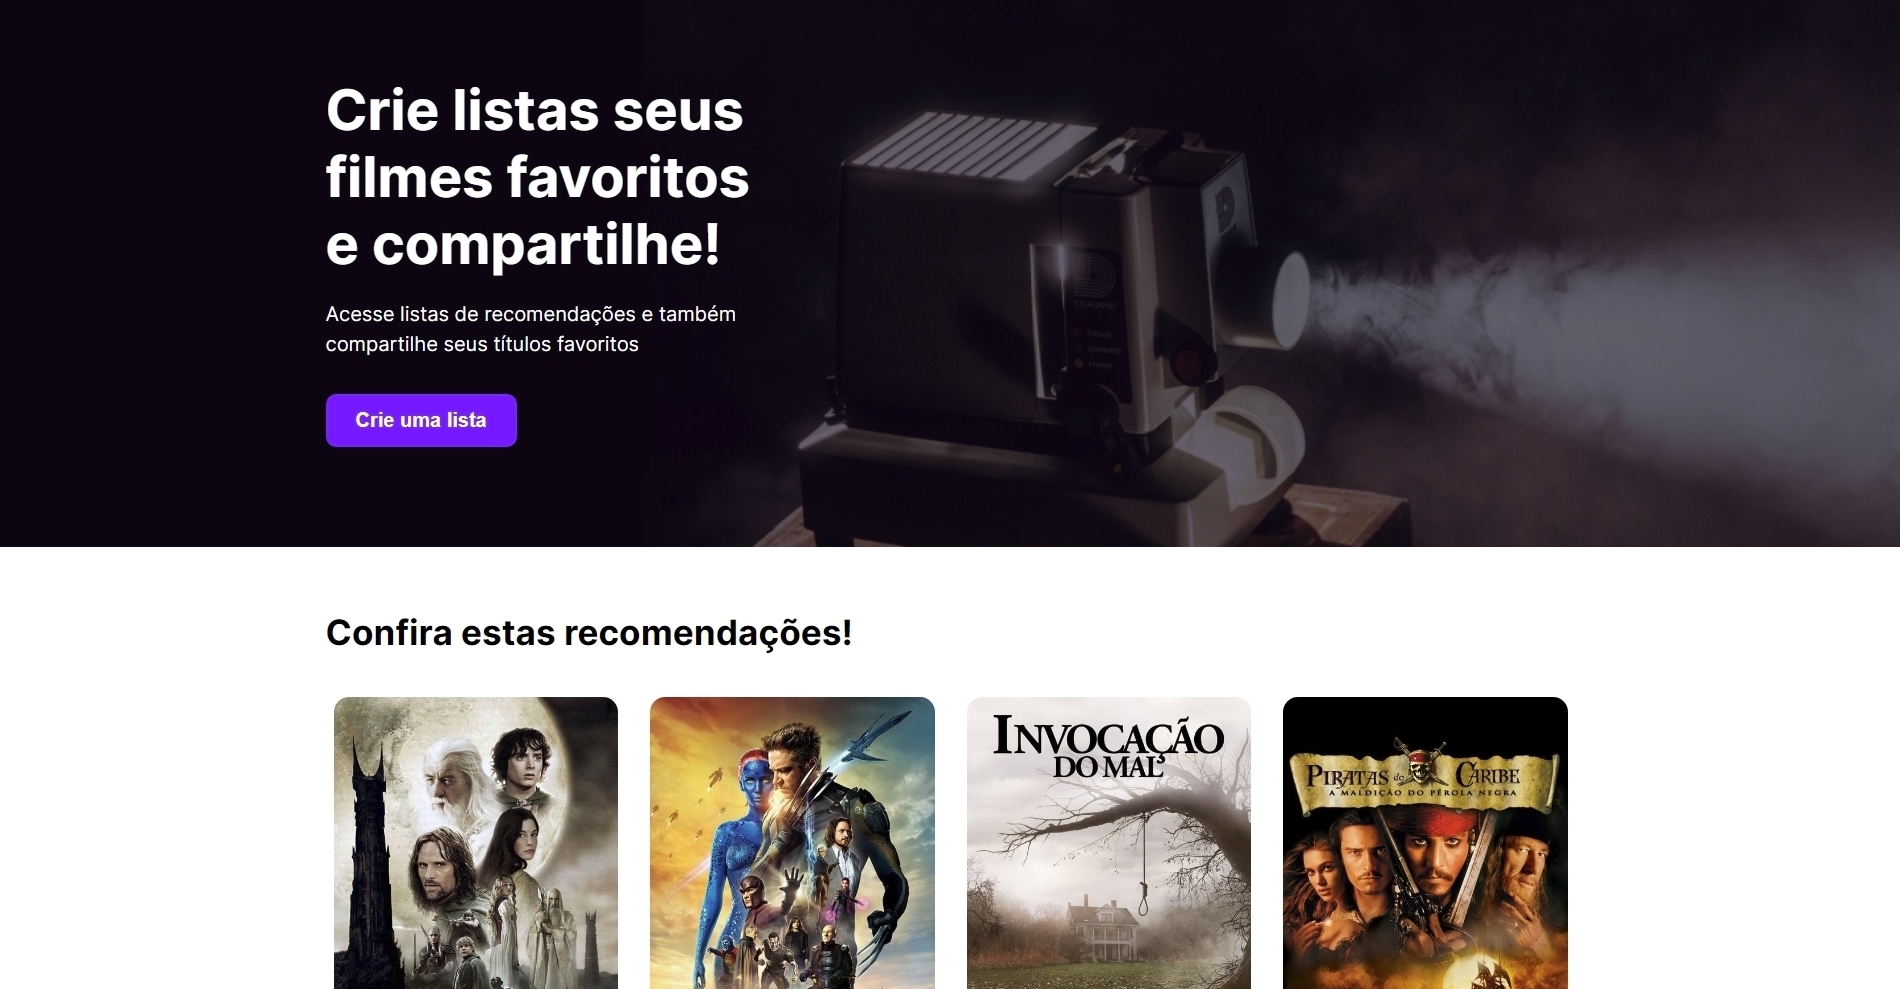 Crie listas seus
filmes favoritos
e compartilhe!
Acesse listas de recomendações e também
compartilhe seus títulos favoritos
Crie uma lista
DUKANE
Confira estas recomendações!
INVOCAÇÃO
DO MAL
PIRATAS do CARIBE
A MALDIÇÃO DO PÉROLA NEGRA